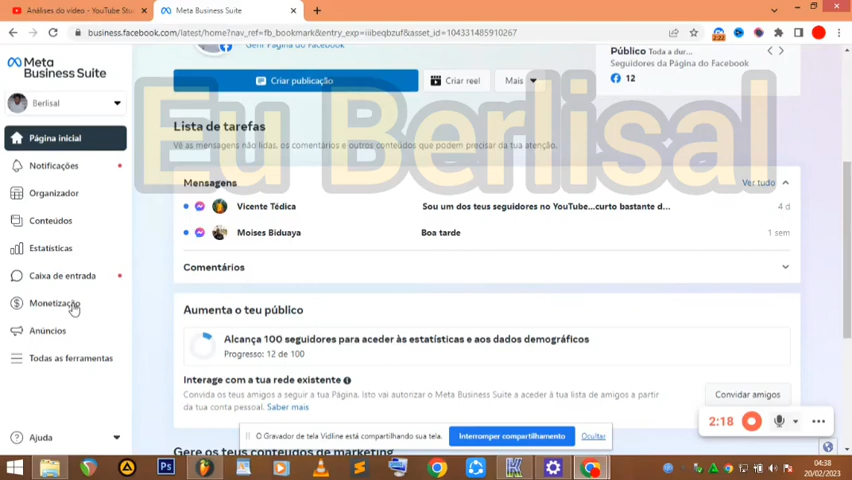 Análises do vídeo - YouTube Stu
Meta Business Suite
business.facebook.com/latest/home?nav_ref=fb_bookmark&entry_exp=iiibeqbzuf&asset_id=104331485910267
Meta
Business Suite
Berlisal
Página inicial
Notificações
Organizador
Conteúdos
Estatísticas
Caixa de entrada
Monetização
Anúncios
Todas as ferramentas
Ajuda
Gerir Página do Facebook
Público Toda a dur...
Seguidores da Página do Facebook
12
Criar publicação
Criar reel
Mais
Eu Berlisal
Lista de tarefas
Vê as mensagens não lidas, os comentários e outros conteúdos que podem precisar da tua atenção.
Mensagens
Ver tudo
Vicente Tédica
Sou um dos teus seguidores no YouTube...curto bastante d...
4 d
Moises Biduaya
Boa tarde
1 sem
Comentários
Aumenta o teu público
Alcança 100 seguidores para aceder às estatísticas e aos dados demográficos
Progresso: 12 de 100
Interage com a tua rede existente
Convida os teus amigos a seguir a tua Página. Isto vai autorizar o Meta Business Suite a aceder à tua lista de amigos a partir
da tua conta pessoal. Saber mais
Convidar amigos
2:18
O Gravador de tela Vidline está compartilhando sua tela.
Interromper compartilhamento
Ocultar
Gere os teus conteúdos de marketing
Ps
04:38
20/02/2023